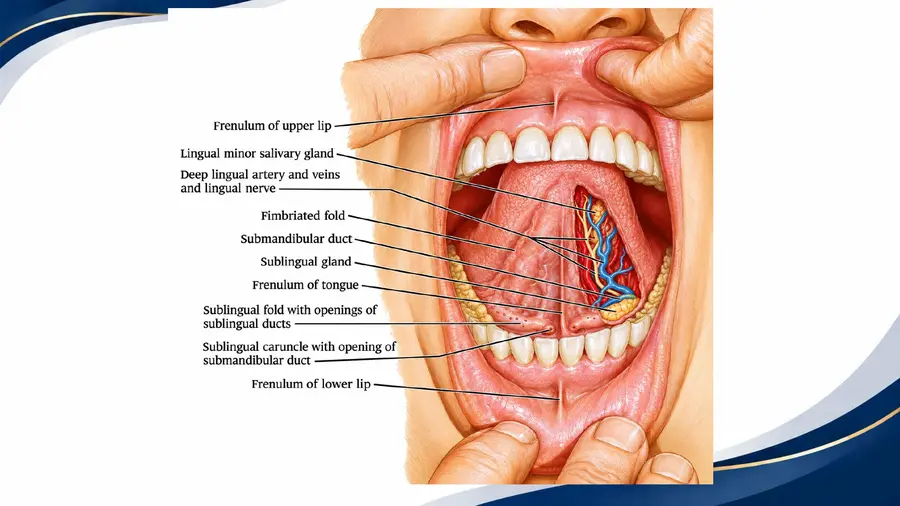 Frenulum of upper lip
Lingual minor salivary gland
Deep lingual artery and veins
and lingual nerve
Fimbriated fold
Submandibular duct
Sublingual gland
Frenulum of tongue
Sublingual fold with openings of
sublingual ducts
Sublingual caruncle with opening of
submandibular duct
Frenulum of lower lip